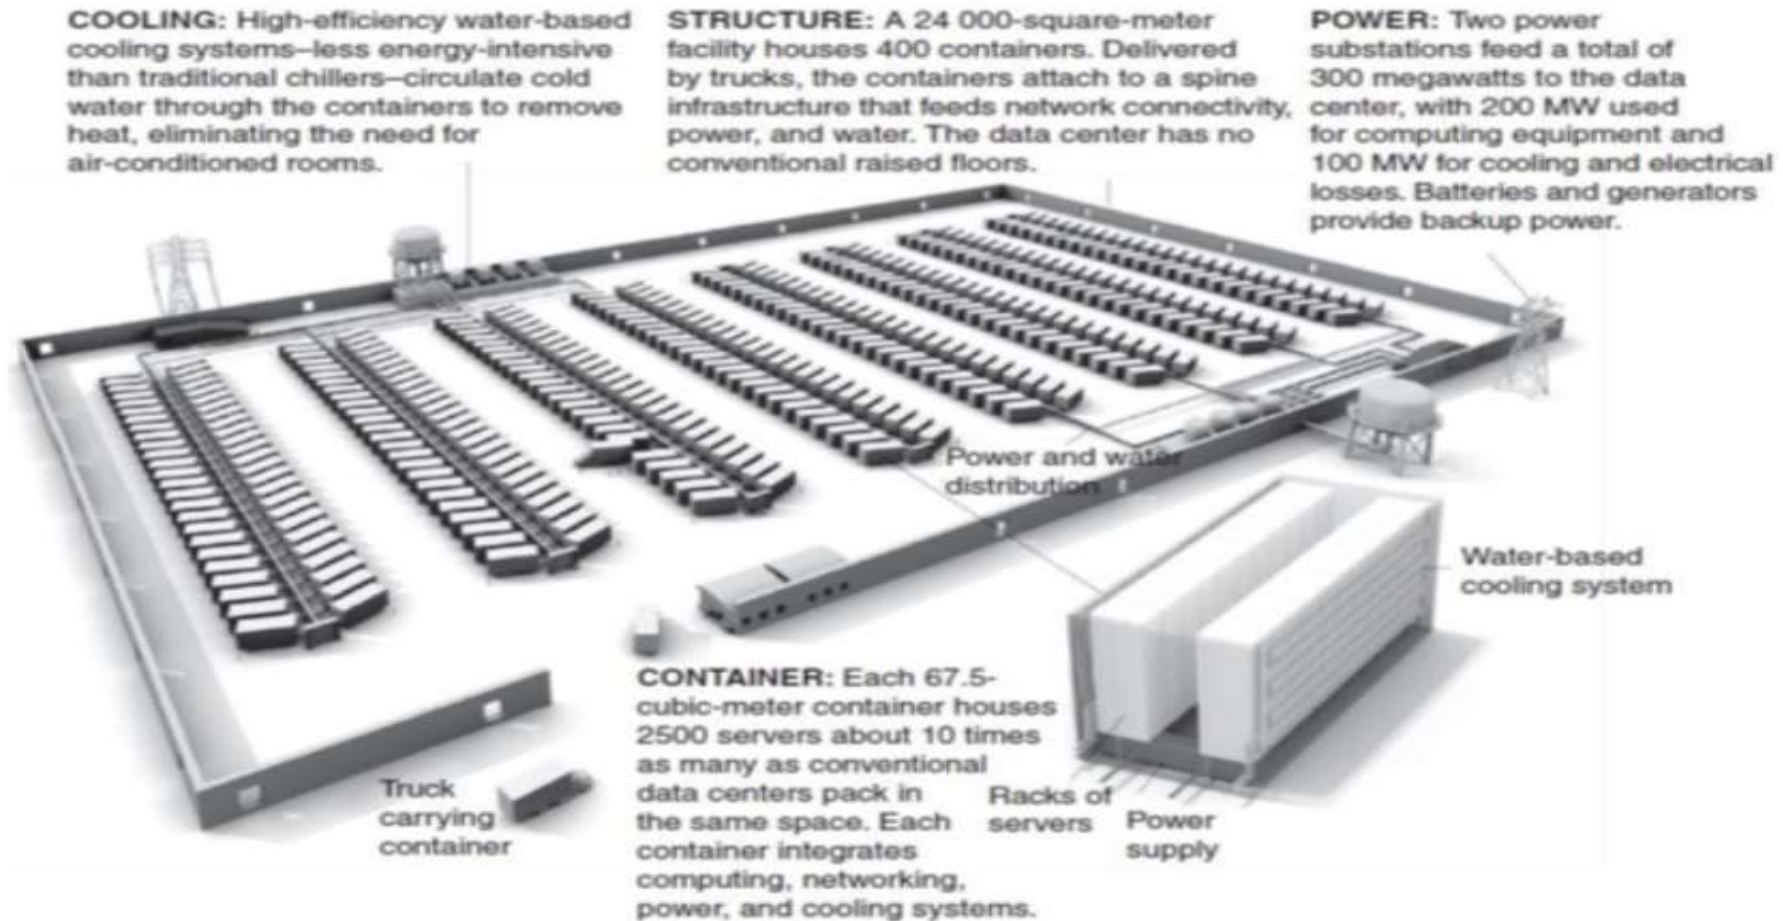 COOLING: High-efficiency water-based
cooling systems—less energy-intensive
than traditional chillers—circulate cold
water through the containers to remove
heat, eliminating the need for
air-conditioned rooms.
STRUCTURE: A 24 000-square-meter
facility houses 400 containers. Delivered
by trucks, the containers attach to a spine
infrastructure that feeds network connectivity,
power, and water. The data center has no
conventional raised floors.
POWER: Two power
substations feed a total of
300 megawatts to the data
center, with 200 MW used
for computing equipment and
100 MW for cooling and electrical
losses. Batteries and generators
provide backup power.
Power and water
distribution
Water-based
cooling system
CONTAINER: Each 67.5-
cubic-meter container houses
2500 servers about 10 times
as many as conventional
data centers pack in
the same space. Each
container integrates
computing, networking,
power, and cooling systems.
Truck
carrying
container
Racks of
servers
Power
supply